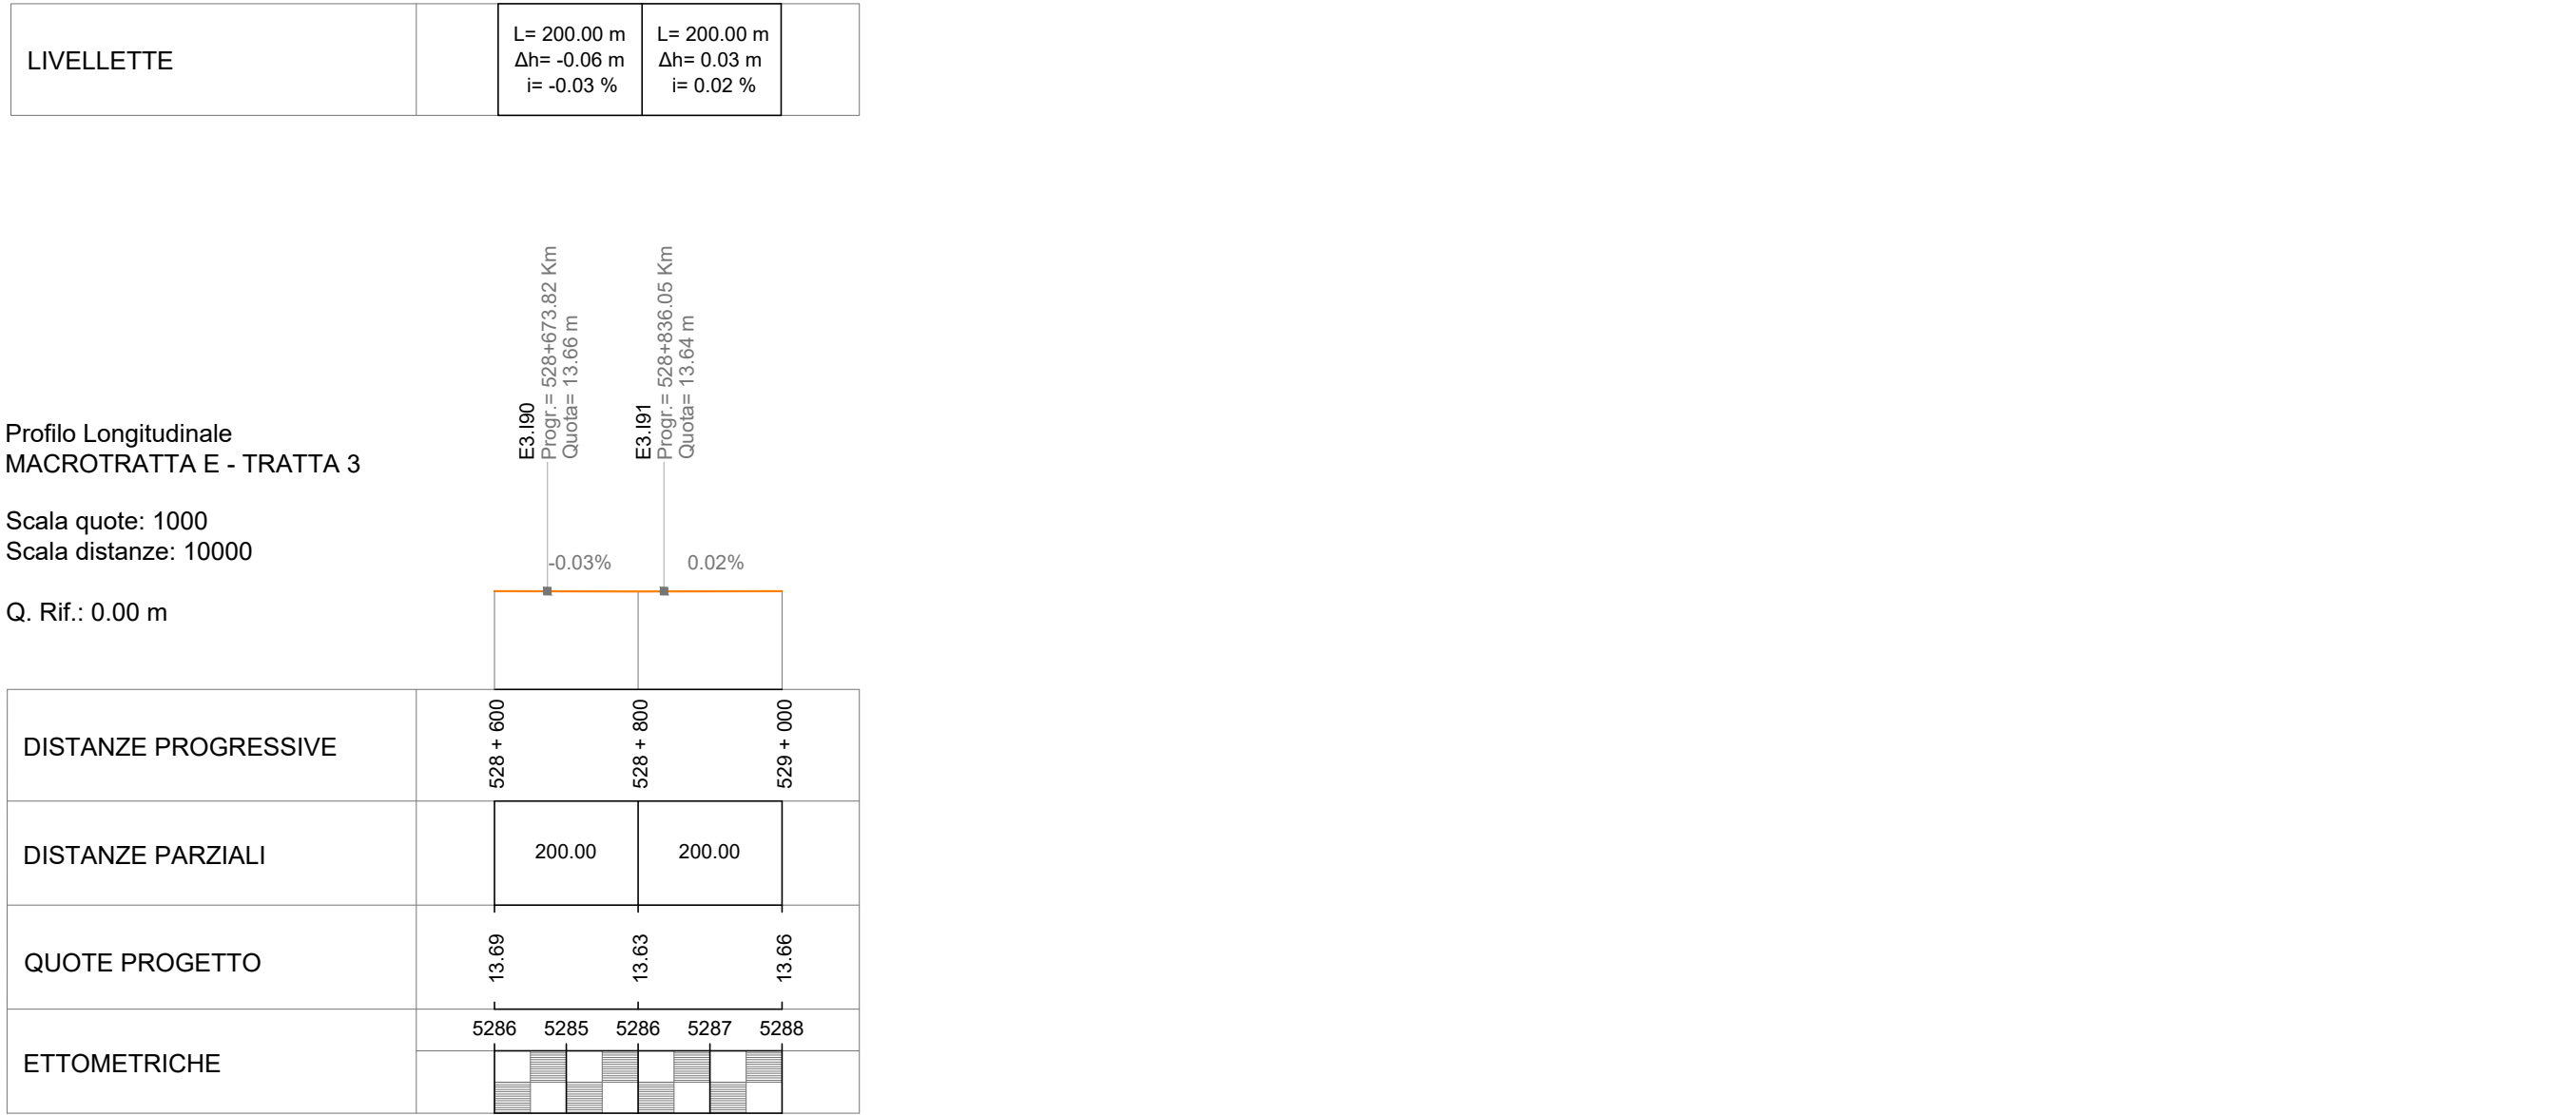 LIVELLETTE
L= 200.00 m
Δh= -0.06 m
i= -0.03 %
L= 200.00 m
Δh= 0.03 m
i= 0.02 %
E3.I90
Progr.= 528+673.82 Km
Quota= 13.66 m
E3.I91
Progr.= 528+836.05 Km
Quota= 13.64 m
Profilo Longitudinale
MACROTRATTA E - TRATTA 3
Scala quote: 1000
Scala distanze: 10000
Q. Rif.: 0.00 m
-0.03%
0.02%
DISTANZE PROGRESSIVE
528 + 600
528 + 800
529 + 000
DISTANZE PARZIALI
200.00
200.00
QUOTE PROGETTO
13.69
13.63
13.66
ETTOMETRICHE
5286 5285 5286 5287 5288